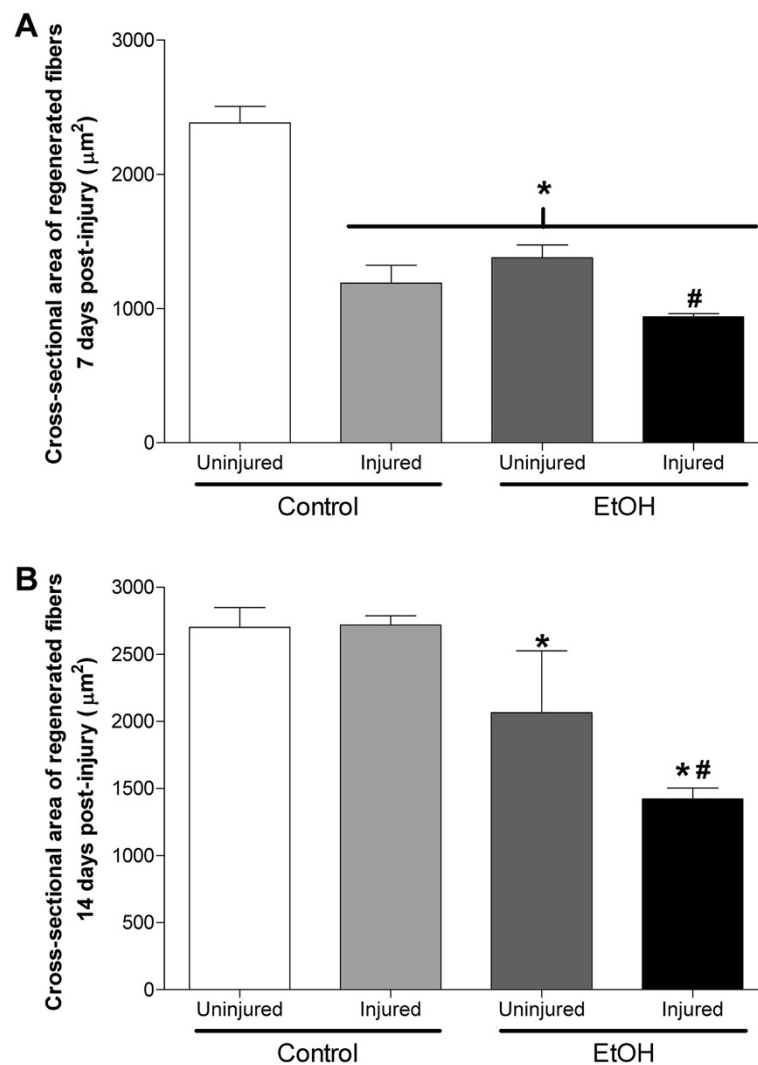 A
Cross-sectional area of regenerated fibers
7 days post-injury (μm²)
3000
2000
1000
0
*
#
Uninjured Injured Uninjured Injured
Control EtOH
B
Cross-sectional area of regenerated fibers
14 days post-injury (μm²)
3000
2500
2000
1500
1000
500
0
*
*#
Uninjured Injured Uninjured Injured
Control EtOH